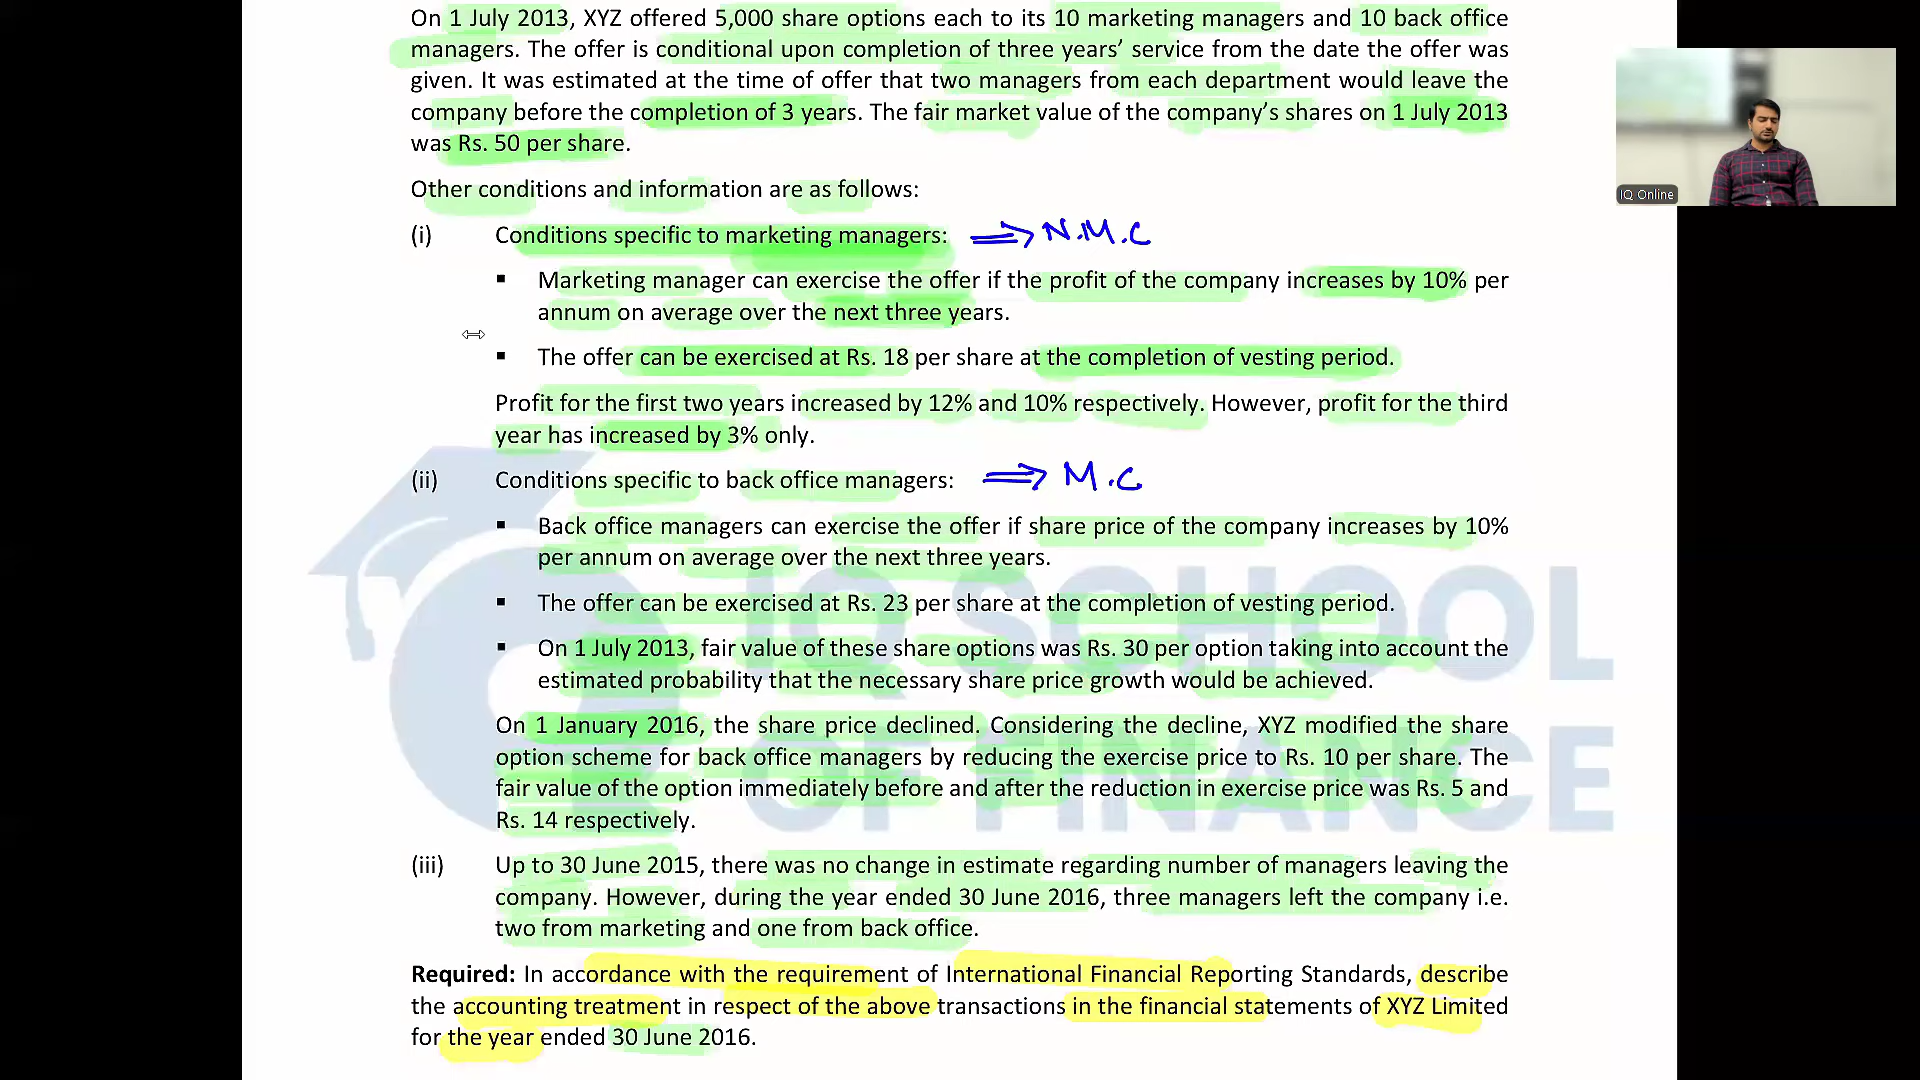 On 1 July 2013, XYZ offered 5,000 share options each to its 10 marketing managers and 10 back office
managers. The offer is conditional upon completion of three years’ service from the date the offer was
given. It was estimated at the time of offer that two managers from each department would leave the
company before the completion of 3 years. The fair market value of the company’s shares on 1 July 2013
was Rs. 50 per share.
IQ Online
Other conditions and information are as follows:
(i) Conditions specific to marketing managers: ⇒ N.M.C
▪ Marketing manager can exercise the offer if the profit of the company increases by 10% per
annum on average over the next three years.
▪ The offer can be exercised at Rs. 18 per share at the completion of vesting period.
Profit for the first two years increased by 12% and 10% respectively. However, profit for the third
year has increased by 3% only.
(ii) Conditions specific to back office managers: ⇒ M.C
▪ Back office managers can exercise the offer if share price of the company increases by 10%
per annum on average over the next three years.
▪ The offer can be exercised at Rs. 23 per share at the completion of vesting period.
▪ On 1 July 2013, fair value of these share options was Rs. 30 per option taking into account the
estimated probability that the necessary share price growth would be achieved.
On 1 January 2016, the share price declined. Considering the decline, XYZ modified the share
option scheme for back office managers by reducing the exercise price to Rs. 10 per share. The
fair value of the option immediately before and after the reduction in exercise price was Rs. 5 and
Rs. 14 respectively.
(iii) Up to 30 June 2015, there was no change in estimate regarding number of managers leaving the
company. However, during the year ended 30 June 2016, three managers left the company i.e.
two from marketing and one from back office.
Required: In accordance with the requirement of International Financial Reporting Standards, describe
the accounting treatment in respect of the above transactions in the financial statements of XYZ Limited
for the year ended 30 June 2016.
IQ SCHOOL
OF FINANCE